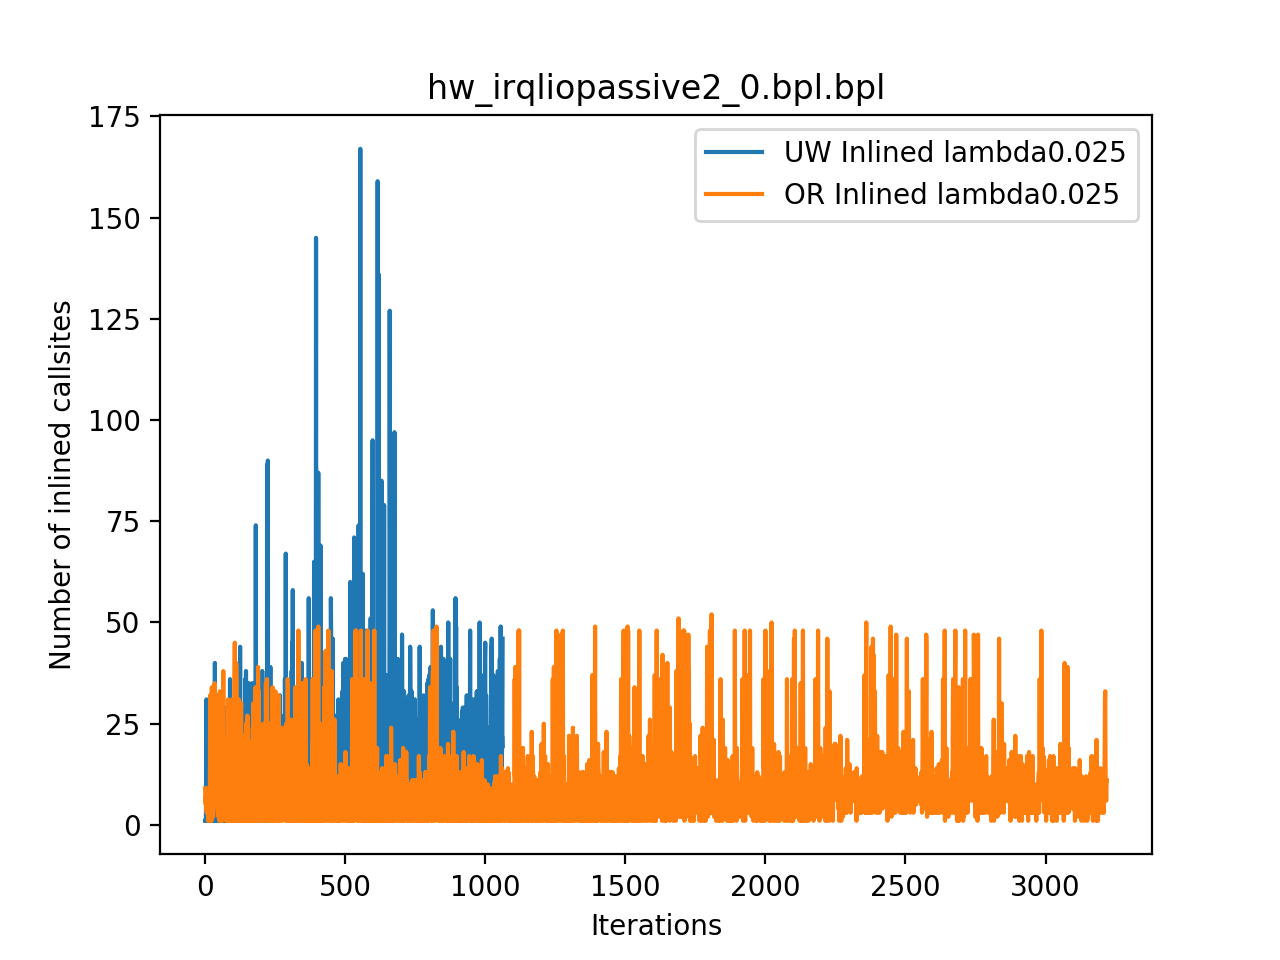 hw_irqliopassive2_0.bpl.bpl
UW Inlined lambda0.025
OR Inlined lambda0.025
Number of inlined callsites
175
150
125
100
75
50
25
0
0 500 1000 1500 2000 2500 3000
Iterations